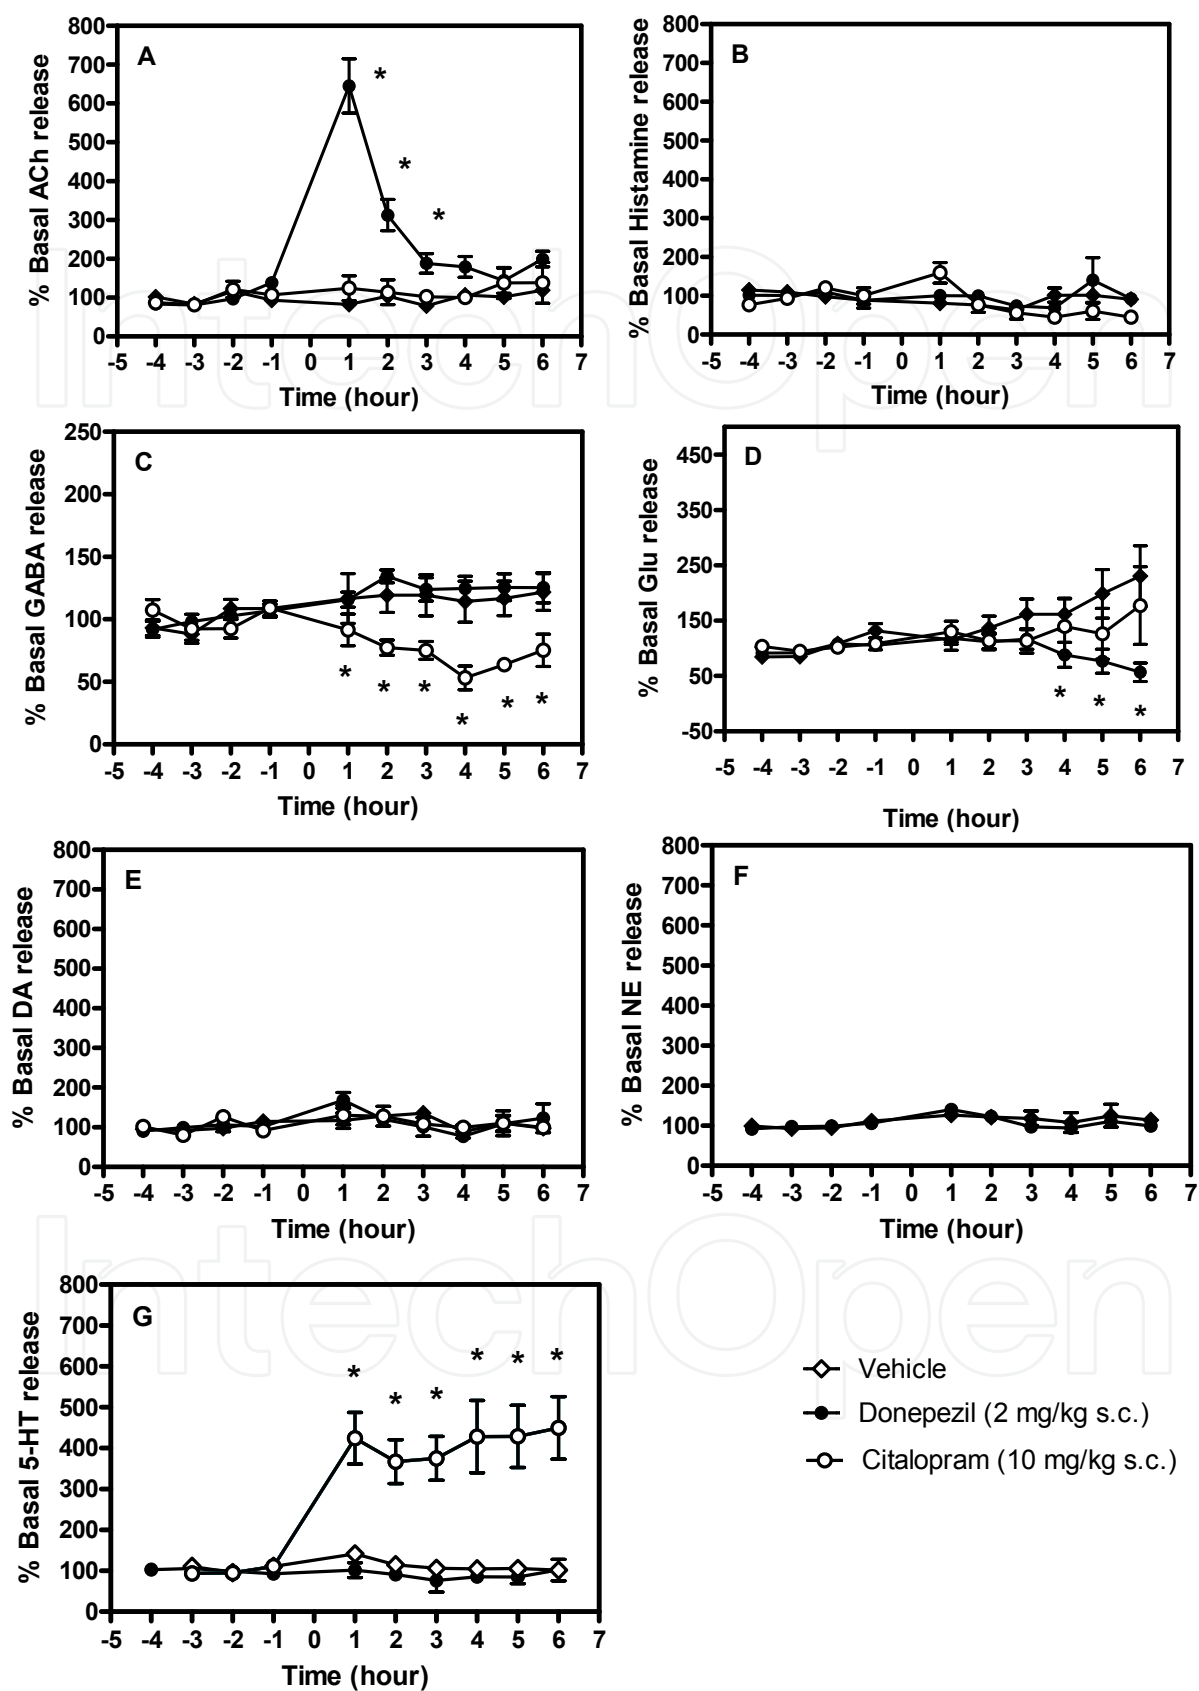 A
% Basal ACh release
800
700
600
500
400
300
200
100
0
* * *
-5 -4 -3 -2 -1 0 1 2 3 4 5 6 7
Time (hour)
B
% Basal Histamine release
800
700
600
500
400
300
200
100
0
-5 -4 -3 -2 -1 0 1 2 3 4 5 6 7
Time (hour)
C
% Basal GABA release
250
200
150
100
50
0
* * * * * *
-5 -4 -3 -2 -1 0 1 2 3 4 5 6 7
Time (hour)
D
% Basal Glu release
450
350
250
150
50
-50
* * *
-5 -4 -3 -2 -1 0 1 2 3 4 5 6 7
Time (hour)
E
% Basal DA release
800
700
600
500
400
300
200
100
0
-5 -4 -3 -2 -1 0 1 2 3 4 5 6 7
Time (hour)
F
% Basal NE release
800
700
600
500
400
300
200
100
0
-5 -4 -3 -2 -1 0 1 2 3 4 5 6 7
Time (hour)
G
% Basal 5-HT release
800
700
600
500
400
300
200
100
0
* * * * * *
-5 -4 -3 -2 -1 0 1 2 3 4 5 6 7
Time (hour)
Vehicle
Donepezil (2 mg/kg s.c.)
Citalopram (10 mg/kg s.c.)
IntechOpen
IntechOpen